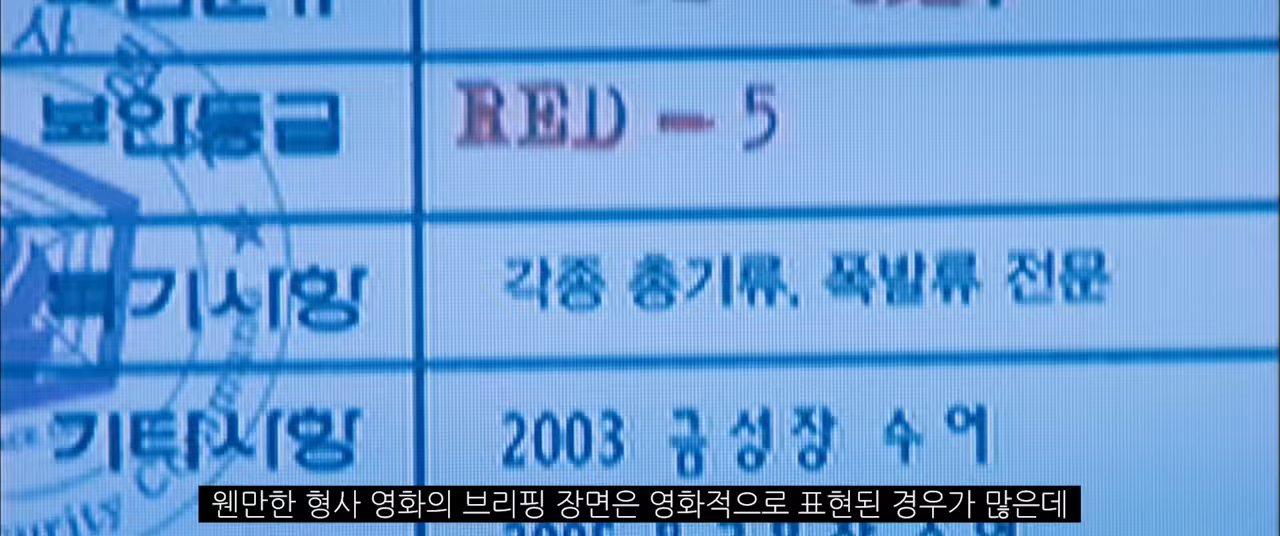 사
보안등급 RED - 5
특기사항 각종 총기류, 폭발류 전문
기타사항 2003 금성장 수여
웬만한 형사 영화의 브리핑 장면은 영화적으로 표현된 경우가 많은데